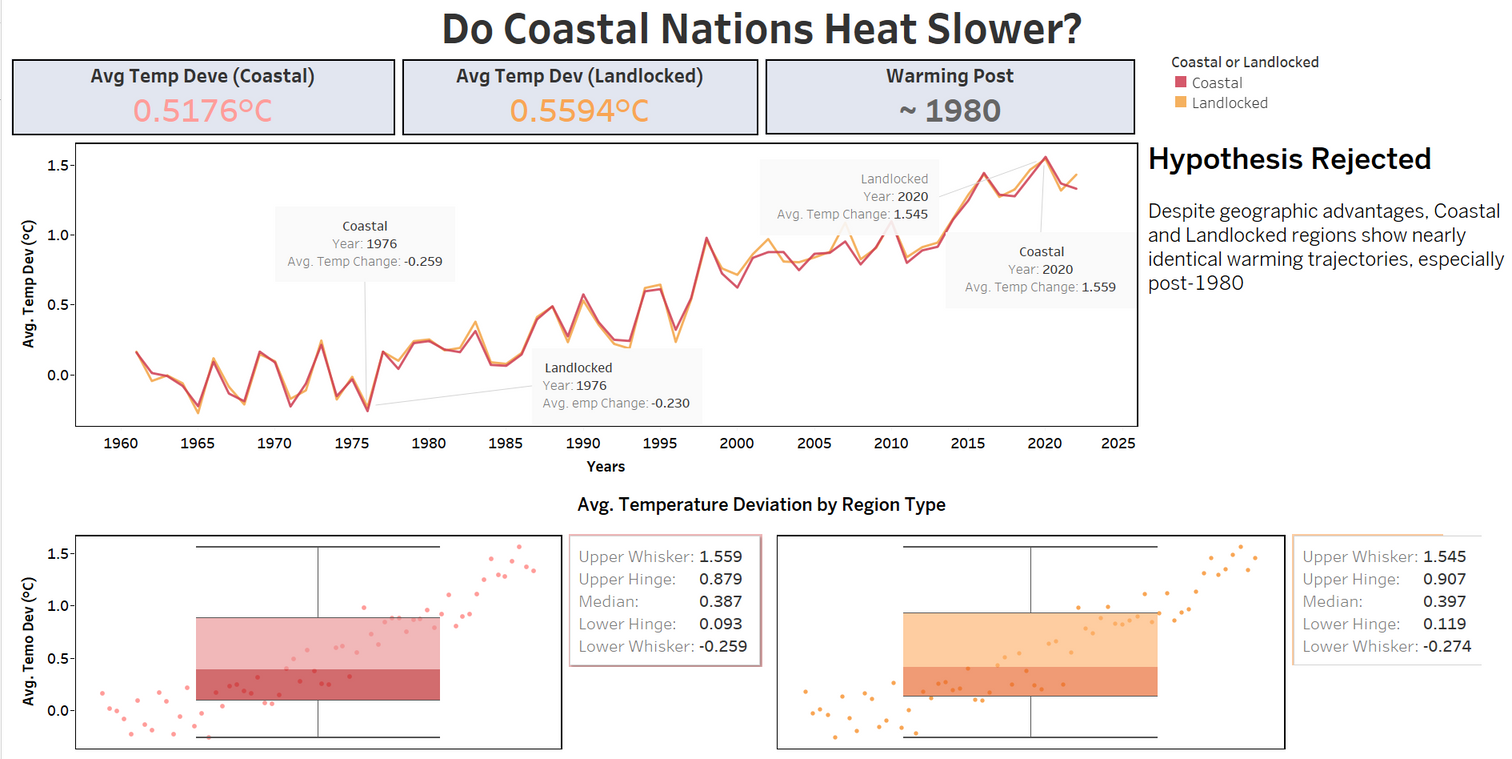 Do Coastal Nations Heat Slower?
Avg Temp Deve (Coastal)
0.5176°C
Avg Temp Dev (Landlocked)
0.5594°C
Warming Post
~ 1980
Coastal or Landlocked
Coastal
Landlocked
Hypothesis Rejected
Despite geographic advantages, Coastal
and Landlocked regions show nearly
identical warming trajectories, especially
post-1980
Avg. Temp Dev (°C)
1.5
1.0
0.5
0.0
Coastal
Year: 1976
Avg. Temp Change: -0.259
Landlocked
Year: 2020
Avg. Temp Change: 1.545
Coastal
Year: 2020
Avg. Temp Change: 1.559
Landlocked
Year: 1976
Avg. emp Change: -0.230
1960 1965 1970 1975 1980 1985 1990 1995 2000 2005 2010 2015 2020 2025
Years
Avg. Temperature Deviation by Region Type
Avg. Temo Dev (°C)
1.5
1.0
0.5
0.0
Upper Whisker: 1.559
Upper Hinge: 0.879
Median: 0.387
Lower Hinge: 0.093
Lower Whisker: -0.259
Upper Whisker: 1.545
Upper Hinge: 0.907
Median: 0.397
Lower Hinge: 0.119
Lower Whisker: -0.274